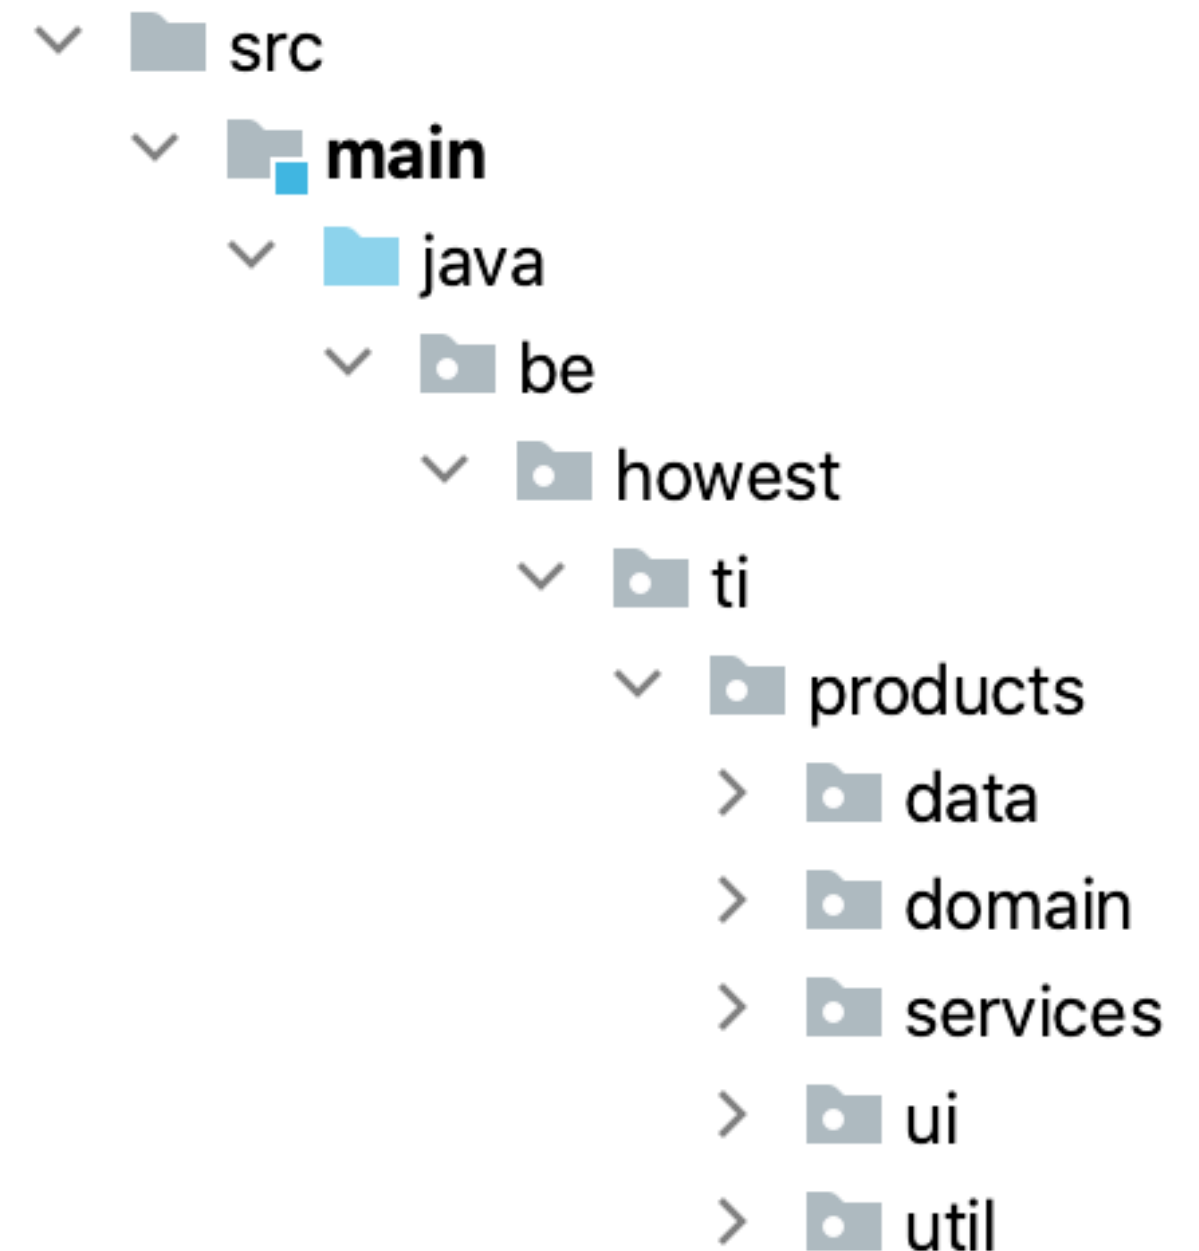 src
main
java
be
howest
ti
products
data
domain
services
ui
util